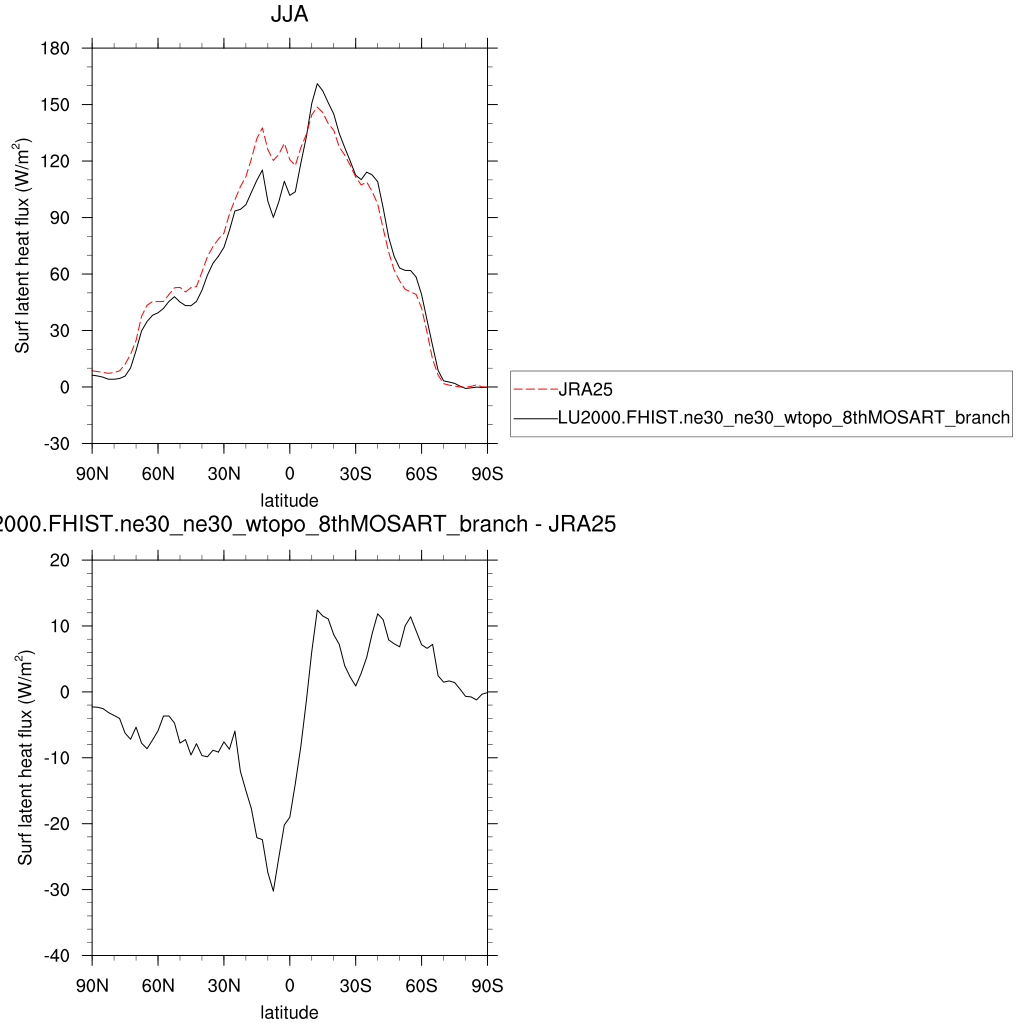 JJA
180
150
120
90
60
30
0
-30
Surf latent heat flux (W/m²)
90N 60N 30N 0 30S 60S 90S
latitude
JRA25
LU2000.FHIST.ne30_ne30_wtopo_8thMOSART_branch
2000.FHIST.ne30_ne30_wtopo_8thMOSART_branch - JRA25
20
10
0
-10
-20
-30
-40
Surf latent heat flux (W/m²)
90N 60N 30N 0 30S 60S 90S
latitude